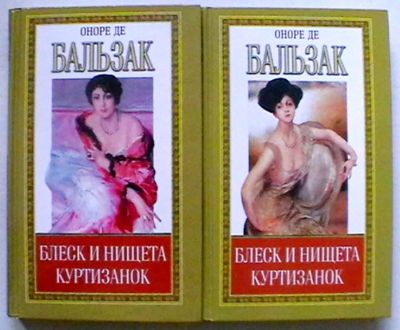 ОНОРЕ ДЕ
БАЛЬЗАК
БЛЕСК И НИЩЕТА
КУРТИЗАНОК
ОНОРЕ ДЕ
БАЛЬЗАК
БЛЕСК И НИЩЕТА
КУРТИЗАНОК